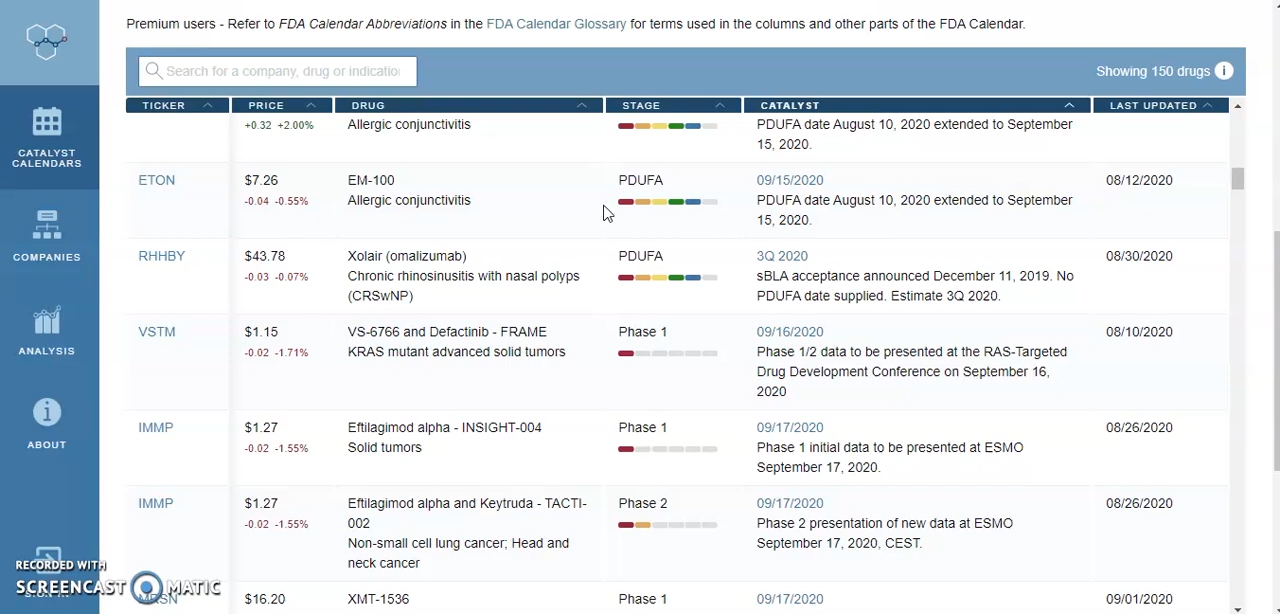 Premium users - Refer to FDA Calendar Abbreviations in the FDA Calendar Glossary for terms used in the columns and other parts of the FDA Calendar.
Search for a company, drug or indicatio
Showing 150 drugs i
TICKER PRICE DRUG STAGE CATALYST LAST UPDATED
+0.32 +2.00% Allergic conjunctivitis PDUFA date August 10, 2020 extended to September
15, 2020.
ETON $7.26 EM-100 PDUFA 09/15/2020 08/12/2020
-0.04 -0.55% Allergic conjunctivitis PDUFA date August 10, 2020 extended to September
15, 2020.
RHHBY $43.78 Xolair (omalizumab) PDUFA 3Q 2020 08/30/2020
-0.03 -0.07% Chronic rhinosinusitis with nasal polyps sBLA acceptance announced December 11, 2019. No
(CRSwNP) PDUFA date supplied. Estimate 3Q 2020.
VSTM $1.15 VS-6766 and Defactinib - FRAME Phase 1 09/16/2020 08/10/2020
-0.02 -1.71% KRAS mutant advanced solid tumors Phase 1/2 data to be presented at the RAS-Targeted
Drug Development Conference on September 16,
2020
IMMP $1.27 Eftilagimod alpha - INSIGHT-004 Phase 1 09/17/2020 08/26/2020
-0.02 -1.55% Solid tumors Phase 1 initial data to be presented at ESMO
September 17, 2020.
IMMP $1.27 Eftilagimod alpha and Keytruda - TACTI- Phase 2 09/17/2020 08/26/2020
-0.02 -1.55% 002 Phase 2 presentation of new data at ESMO
Non-small cell lung cancer; Head and September 17, 2020, CEST.
neck cancer
MRSN $16.20 XMT-1536 Phase 1 09/17/2020 09/01/2020
CATALYST
CALENDARS
COMPANIES
ANALYSIS
ABOUT
RECORDED WITH
SCREENCAST MATIC